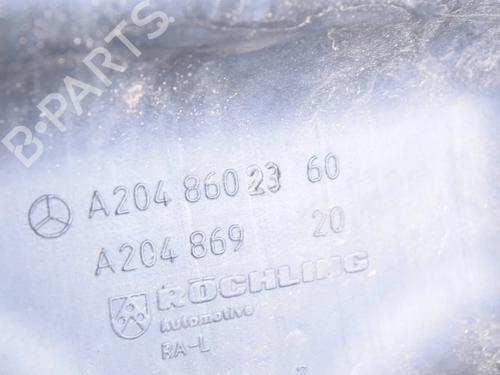 B-PARTS
A204 860 23 60
A204 869 20
RÖCHLING
Automotive
RA-L